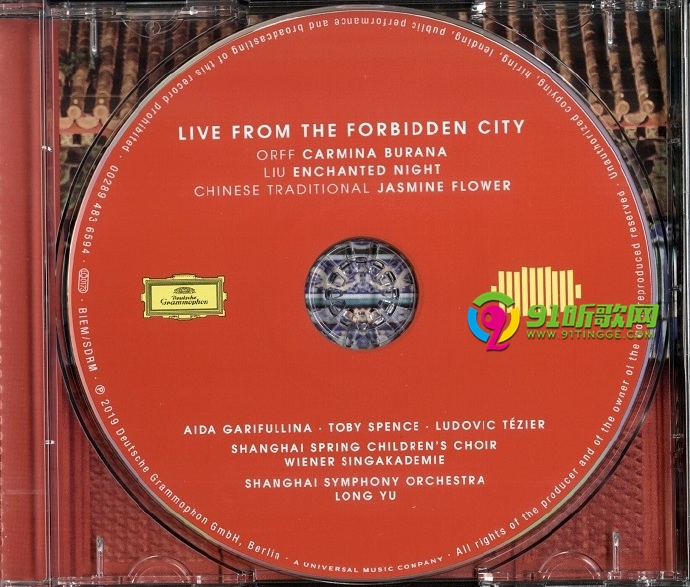 LIVE FROM THE FORBIDDEN CITY
ORFF CARMINA BURANA
LIU ENCHANTED NIGHT
CHINESE TRADITIONAL JASMINE FLOWER
Deutsche
Grammophon
91听歌网
WWW.91TINGGE.COM
AIDA GARIFULLINA · TOBY SPENCE · LUDOVIC TÉZIER
SHANGHAI SPRING CHILDREN'S CHOIR
WIENER SINGAKADEMIE
SHANGHAI SYMPHONY ORCHESTRA
LONG YU
℗ 2019 Deutsche Grammophon GmbH, Berlin · A UNIVERSAL MUSIC COMPANY · All rights of the producer and of the owner of the reproduced reserved · Unauthorized copying, hiring, lending, public performance and broadcasting of this record prohibited · 00289 483 6594 · BIEM/SDRM ·